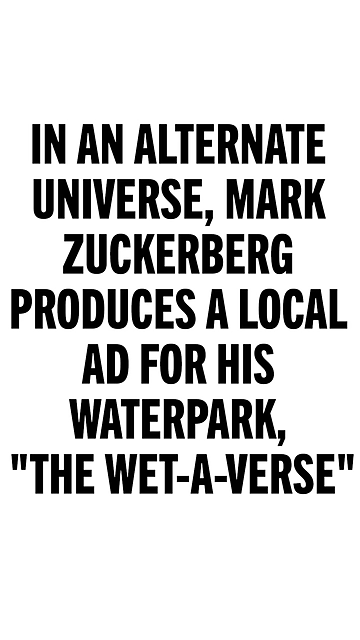 IN AN ALTERNATE
UNIVERSE, MARK
ZUCKERBERG
PRODUCES A LOCAL
AD FOR HIS
WATERPARK,
"THE WET-A-VERSE"